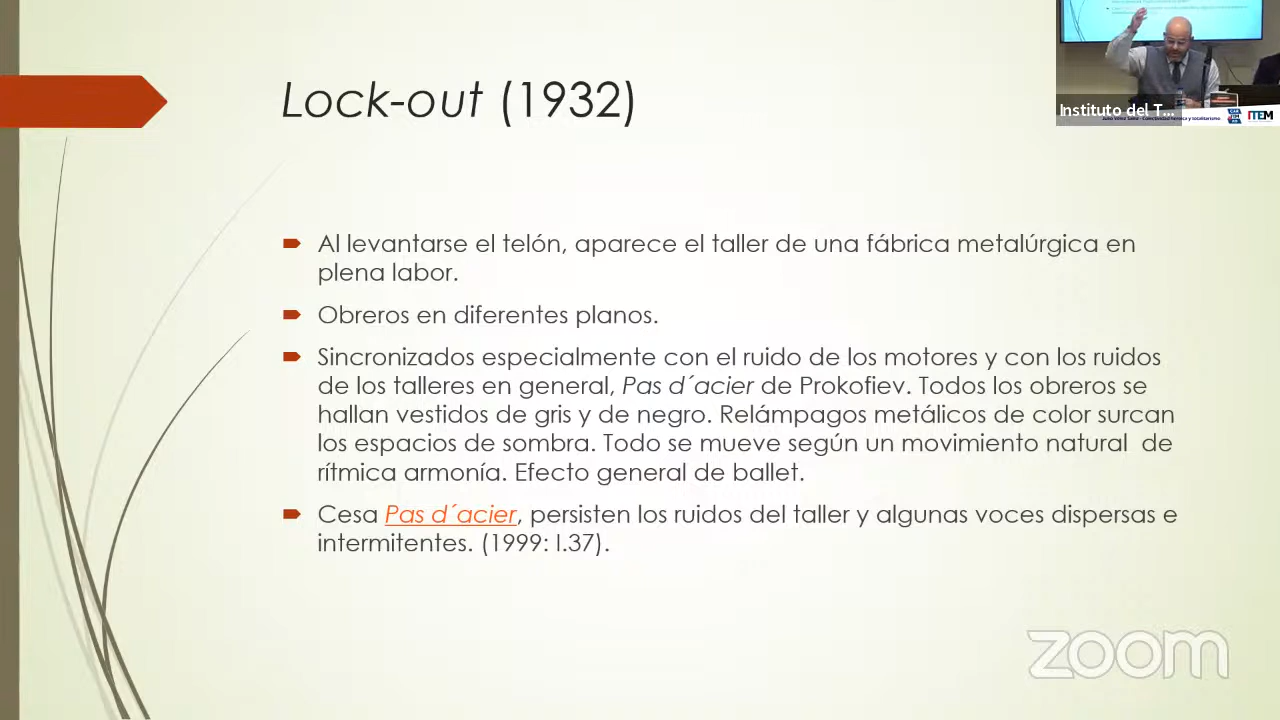 Lock-out (1932)
Instituto del T...
ITEM
Al levantarse el telón, aparece el taller de una fábrica metalúrgica en
plena labor.
Obreros en diferentes planos.
Sincronizados especialmente con el ruido de los motores y con los ruidos
de los talleres en general, Pas d´acier de Prokofiev. Todos los obreros se
hallan vestidos de gris y de negro. Relámpagos metálicos de color surcan
los espacios de sombra. Todo se mueve según un movimiento natural de
rítmica armonía. Efecto general de ballet.
Cesa Pas d´acier, persisten los ruidos del taller y algunas voces dispersas e
intermitentes. (1999: I.37).
zoom